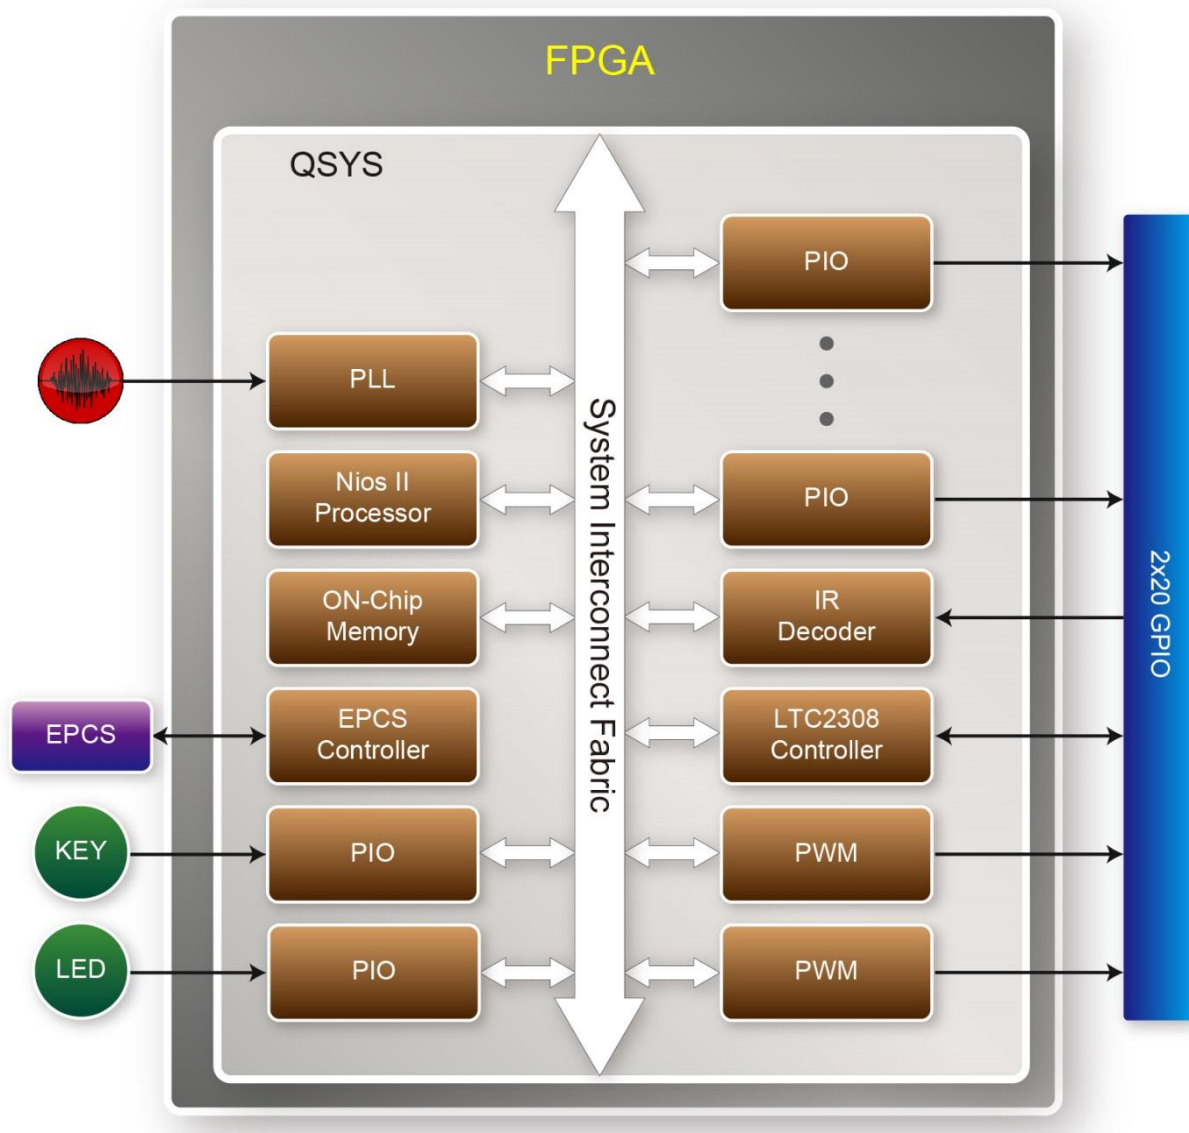 FPGA
QSYS
PLL
Nios II
Processor
ON-Chip
Memory
EPCS
EPCS
Controller
KEY
PIO
LED
PIO
System Interconnect Fabric
PIO
PIO
IR
Decoder
LTC2308
Controller
PWM
PWM
2x20 GPIO